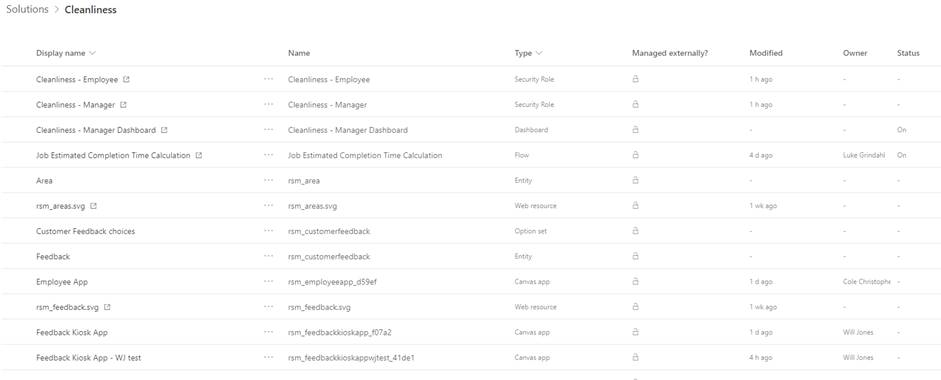 Solutions > Cleanliness
Display name Name Type Managed externally? Modified Owner Status
Cleanliness - Employee ··· Cleanliness - Employee Security Role 1 h ago - -
Cleanliness - Manager ··· Cleanliness - Manager Security Role 1 h ago - -
Cleanliness - Manager Dashboard ··· Cleanliness - Manager Dashboard Dashboard - - On
Job Estimated Completion Time Calculation ··· Job Estimated Completion Time Calculation Flow 4 d ago Luke Grindahl On
Area ··· rsm_area Entity - - -
rsm_areas.svg ··· rsm_areas.svg Web resource 1 wk ago - -
Customer Feedback choices ··· rsm_customerfeedback Option set - - -
Feedback ··· rsm_customerfeedback Entity - - -
Employee App ··· rsm_employeeapp_d59ef Canvas app 1 d ago Cole Christophe -
rsm_feedback.svg ··· rsm_feedback.svg Web resource 1 wk ago - -
Feedback Kiosk App ··· rsm_feedbackkioskapp_f07a2 Canvas app 1 d ago Will Jones -
Feedback Kiosk App - WJ test ··· rsm_feedbackkioskappwjtest_41de1 Canvas app 4 h ago Will Jones -